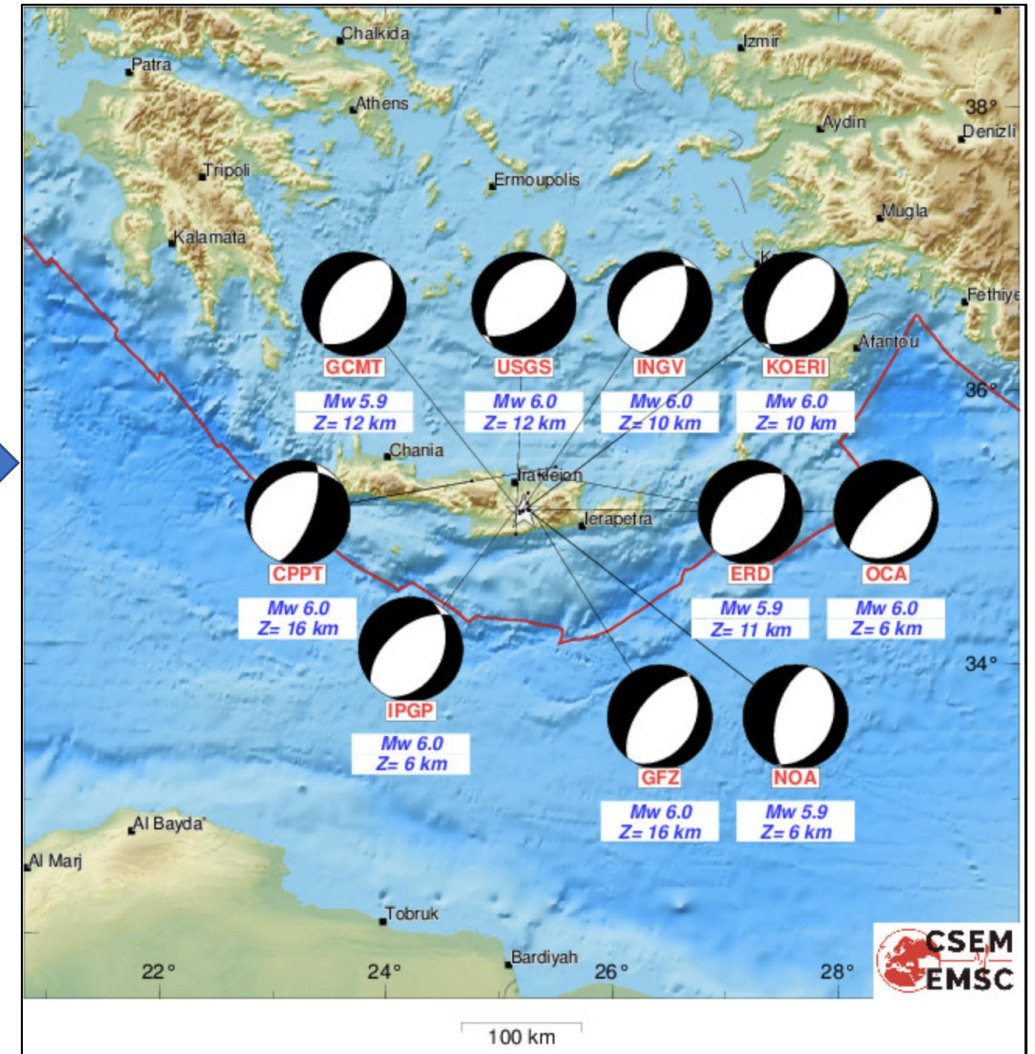 Chalkida
Izmir
Patra
Athens
38°
Aydin
Denizli
Tripoli
Ermoupolis
Mugla
Kalamata
Fethiye
Afantou
GCMT
USGS
INGV
KOERI
36°
Mw 5.9
Z= 12 km
Mw 6.0
Z= 12 km
Mw 6.0
Z= 10 km
Mw 6.0
Z= 10 km
Chania
Irakleion
Ierapetra
CPPT
ERD
OCA
Mw 6.0
Z= 16 km
Mw 5.9
Z= 11 km
Mw 6.0
Z= 6 km
34°
IPGP
Mw 6.0
Z= 6 km
GFZ
NOA
Mw 6.0
Z= 16 km
Mw 5.9
Z= 6 km
Al Bayda'
Al Marj
Tobruk
Bardiyah
CSEM
EMSC
22°
24°
26°
28°
100 km